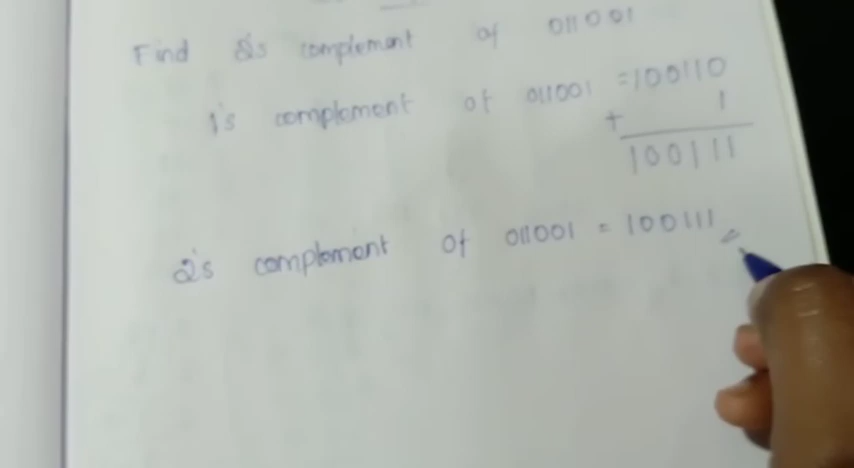 Find 2's complement of 011001
1's complement of 011001 = 100110
+ 1
100111
2's complement of 011001 = 100111